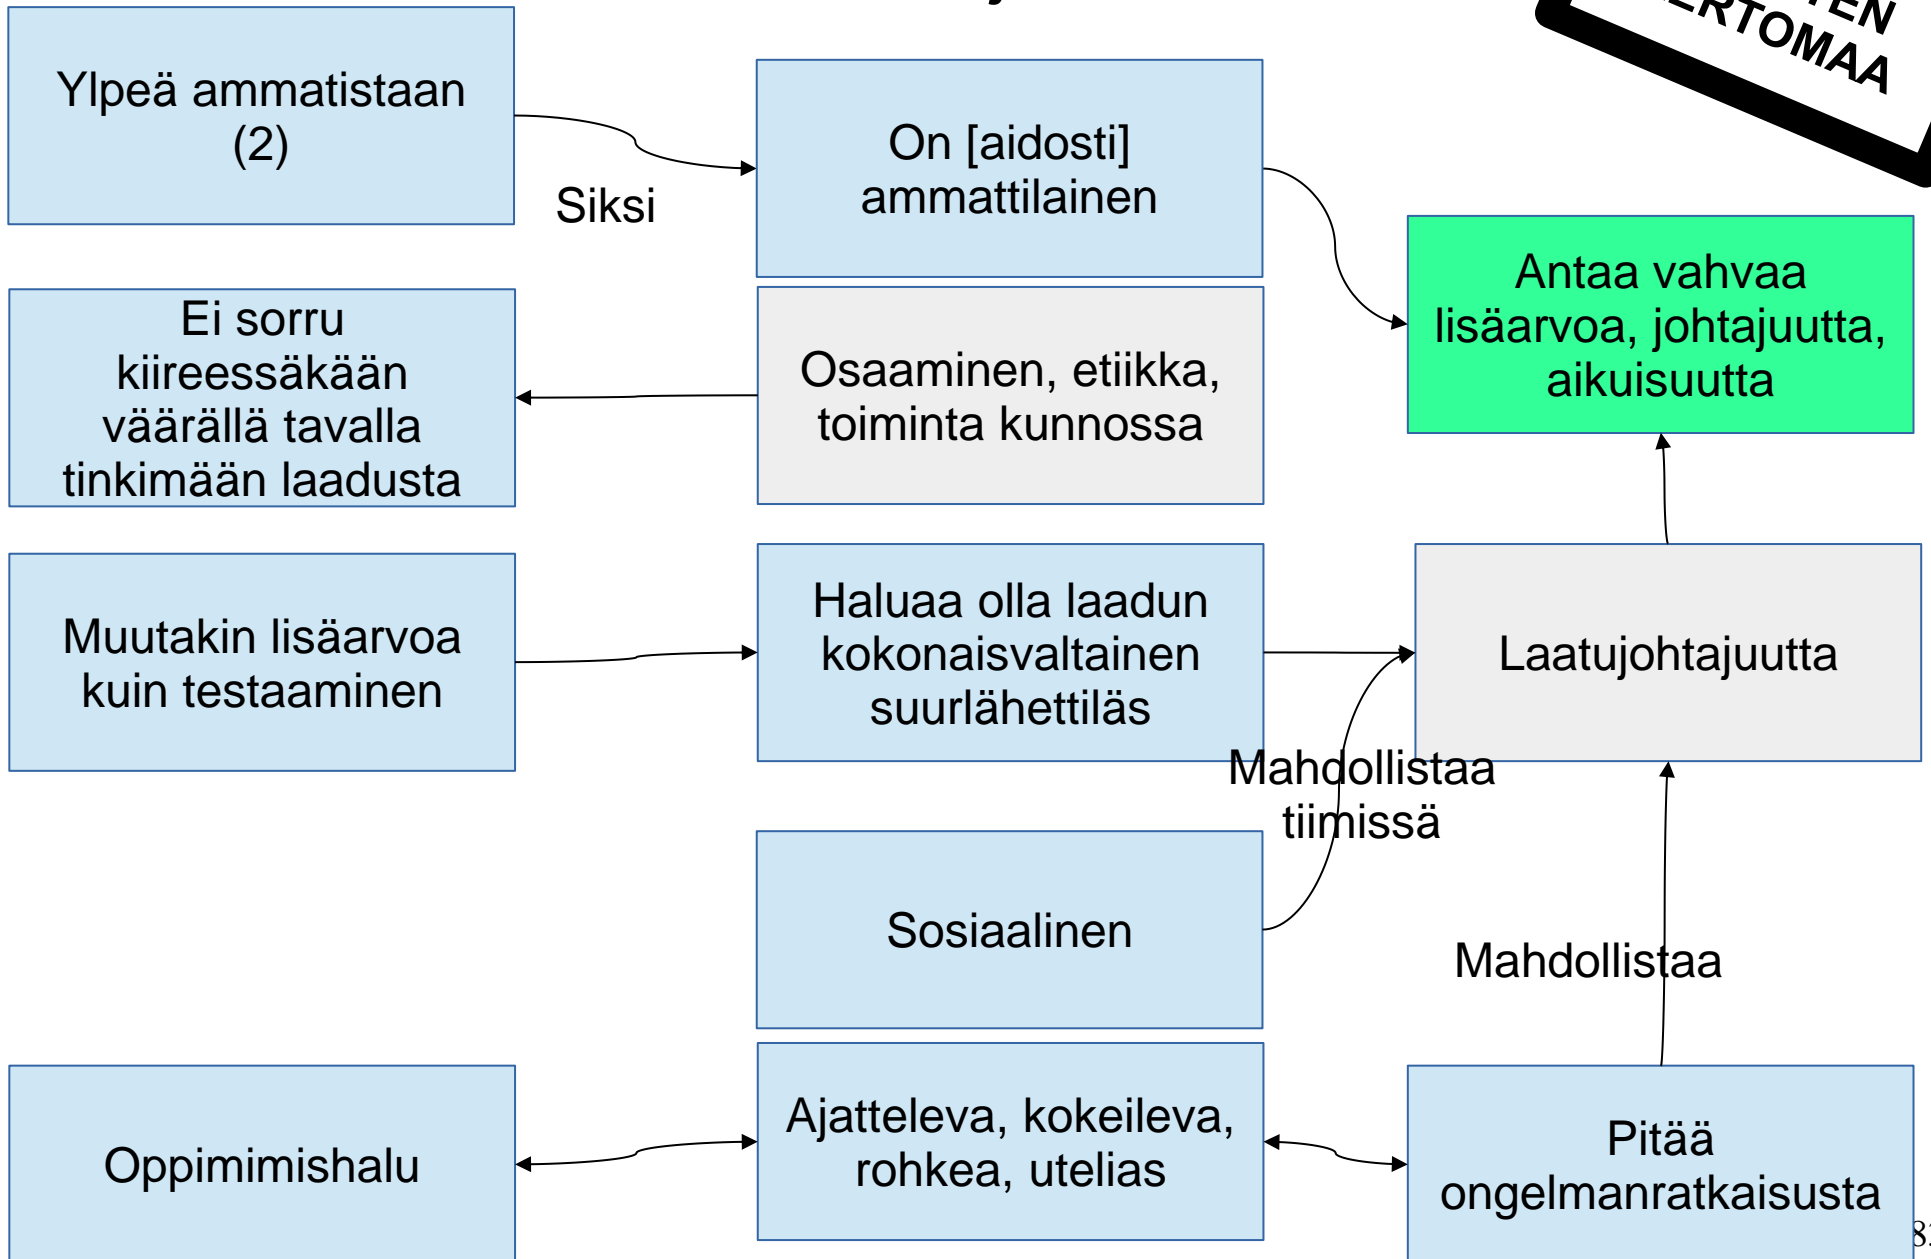 KERTOMAA
Ylpeä ammatistaan
(2)
Siksi
On [aidosti]
ammattilainen
Antaa vahvaa
lisäarvoa, johtajuutta,
aikuisuutta
Ei sorru
kiireessäkään
väärällä tavalla
tinkimään laadusta
Osaaminen, etiikka,
toiminta kunnossa
Muutakin lisäarvoa
kuin testaaminen
Haluaa olla laadun
kokonaisvaltainen
suurlähettiläs
Laatujohtajuutta
Mahdollistaa
tiimissä
Sosiaalinen
Mahdollistaa
Oppimimishalu
Ajatteleva, kokeileva,
rohkea, utelias
Pitää
ongelmanratkaisusta